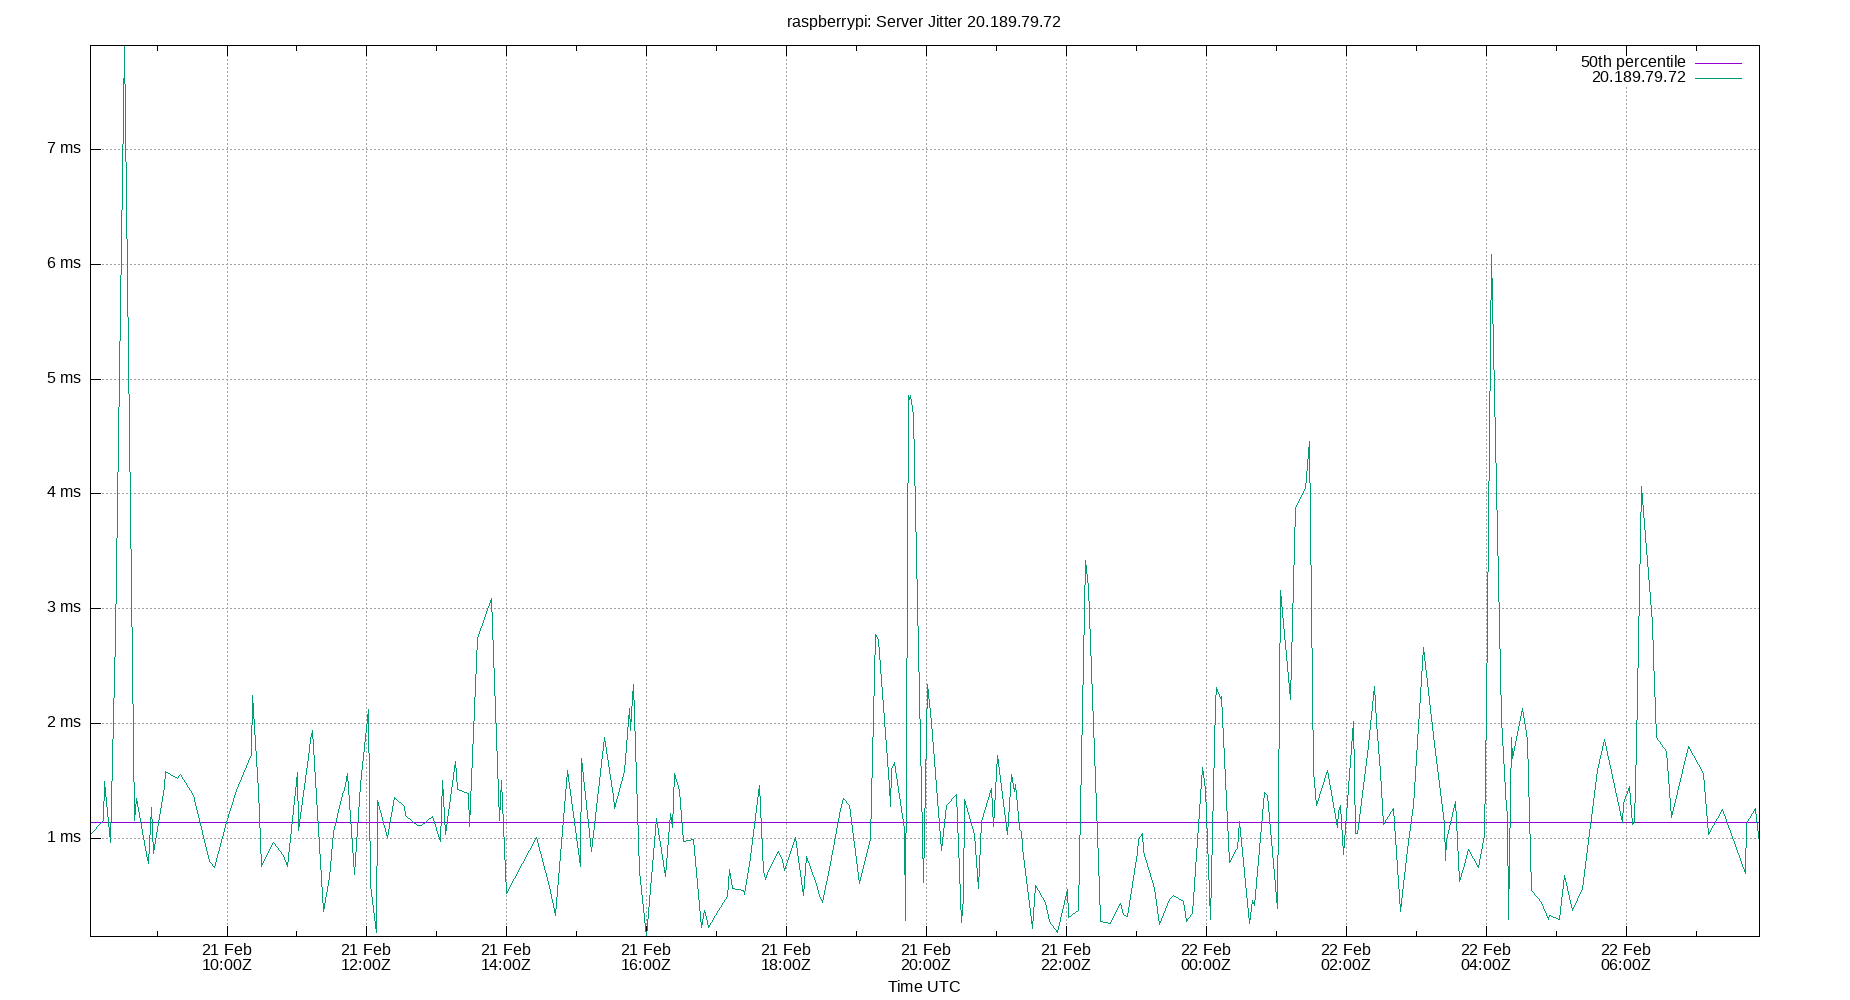 raspberrypi: Server Jitter 20.189.79.72
50th percentile
20.189.79.72
7 ms
6 ms
5 ms
4 ms
3 ms
2 ms
1 ms
21 Feb 10:00Z
21 Feb 12:00Z
21 Feb 14:00Z
21 Feb 16:00Z
21 Feb 18:00Z
21 Feb 20:00Z
21 Feb 22:00Z
22 Feb 00:00Z
22 Feb 02:00Z
22 Feb 04:00Z
22 Feb 06:00Z
Time UTC